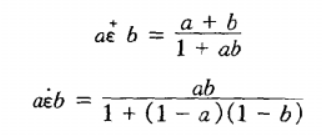 a ε̇⁺ b = (a + b) / (1 + ab)
a ε̇ b = ab / (1 + (1 − a)(1 − b))